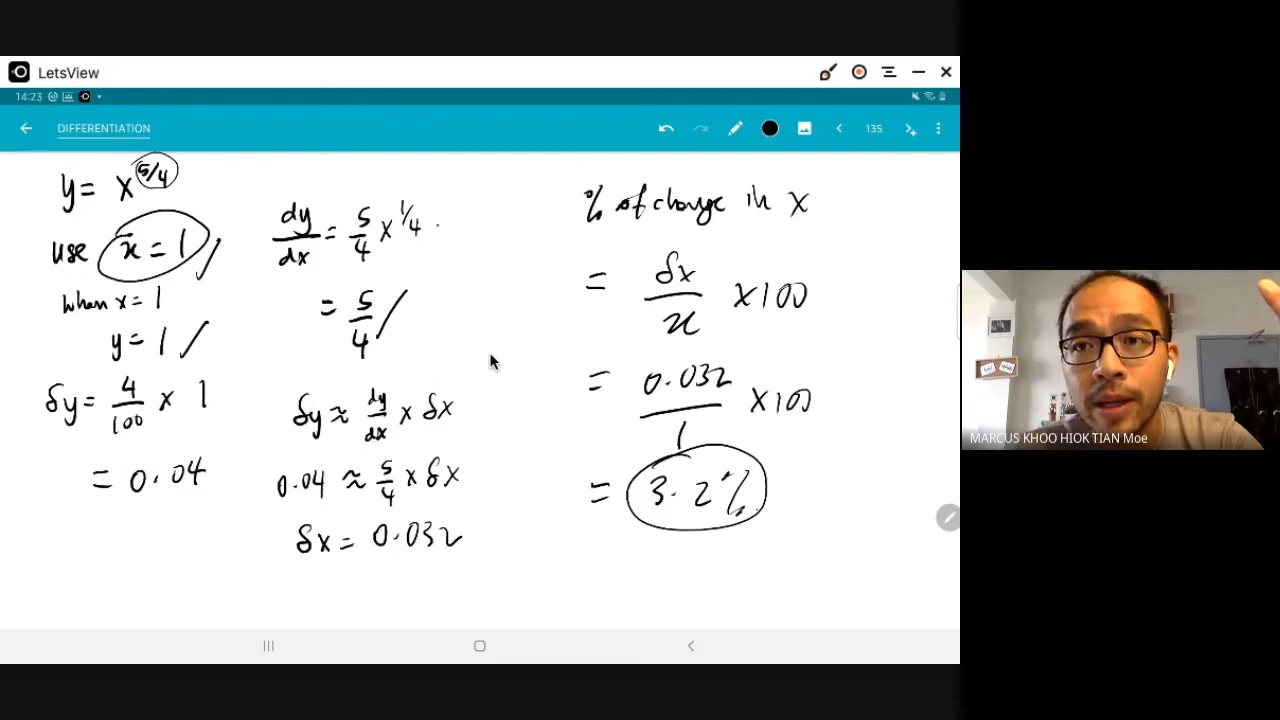 LetsView
14:23
DIFFERENTIATION
135
y = x^(5/4)
use x = 1
when x = 1
y = 1
δy = 4/100 × 1
= 0.04
dy/dx = 5/4 x^(1/4)
= 5/4
δy ≈ dy/dx × δx
0.04 ≈ 5/4 × δx
δx = 0.032
% of change in x
= δx/x × 100
= 0.032/1 × 100
= 3.2%
MARCUS KHOO HIOK TIAN Moe